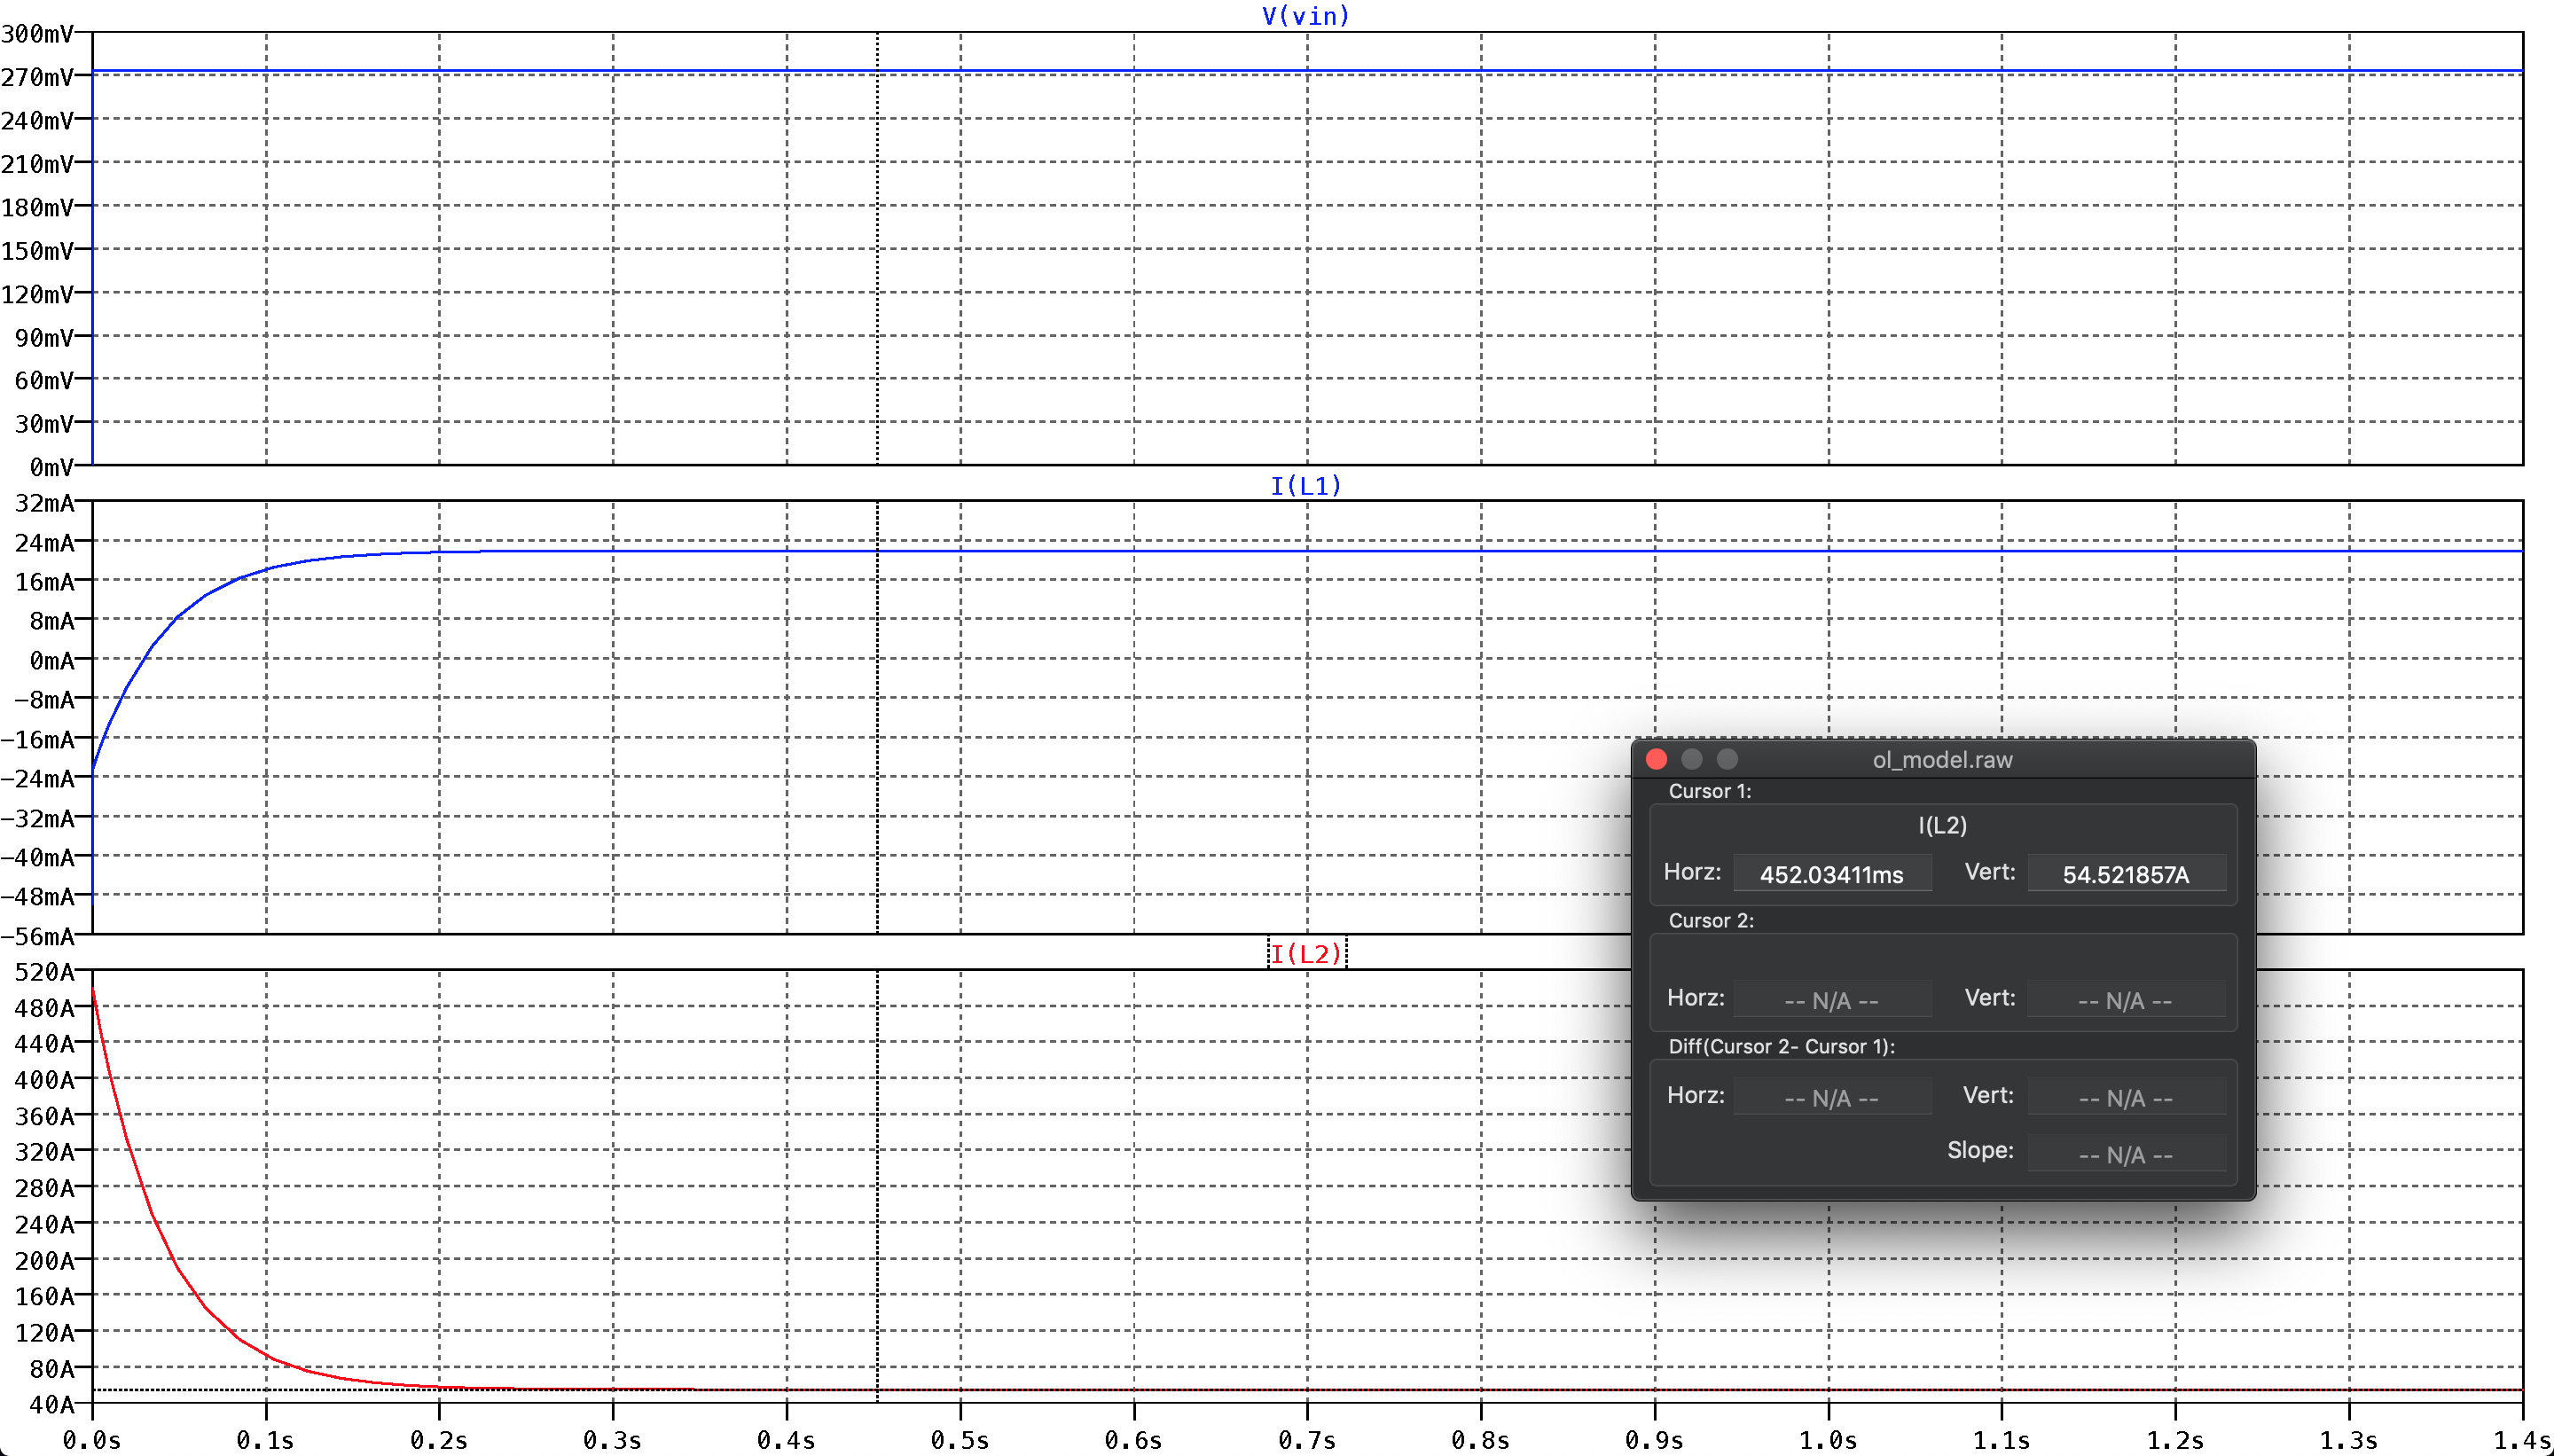 V(vin)
300mV
270mV
240mV
210mV
180mV
150mV
120mV
90mV
60mV
30mV
0mV
I(L1)
32mA
24mA
16mA
8mA
0mA
-8mA
-16mA
-24mA
-32mA
-40mA
-48mA
-56mA
I(L2)
520A
480A
440A
400A
360A
320A
280A
240A
200A
160A
120A
80A
40A
0.0s 0.1s 0.2s 0.3s 0.4s 0.5s 0.6s 0.7s 0.8s 0.9s 1.0s 1.1s 1.2s 1.3s 1.4s
ol_model.raw
Cursor 1:
I(L2)
Horz: 452.03411ms Vert: 54.521857A
Cursor 2:
Horz: -- N/A -- Vert: -- N/A --
Diff(Cursor 2- Cursor 1):
Horz: -- N/A -- Vert: -- N/A --
Slope: -- N/A --